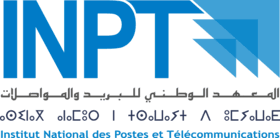 INPT
المعهد الوطني للبريد والمواصلات
ⵏ ⴷ
Institut National des Postes et Télécommunications